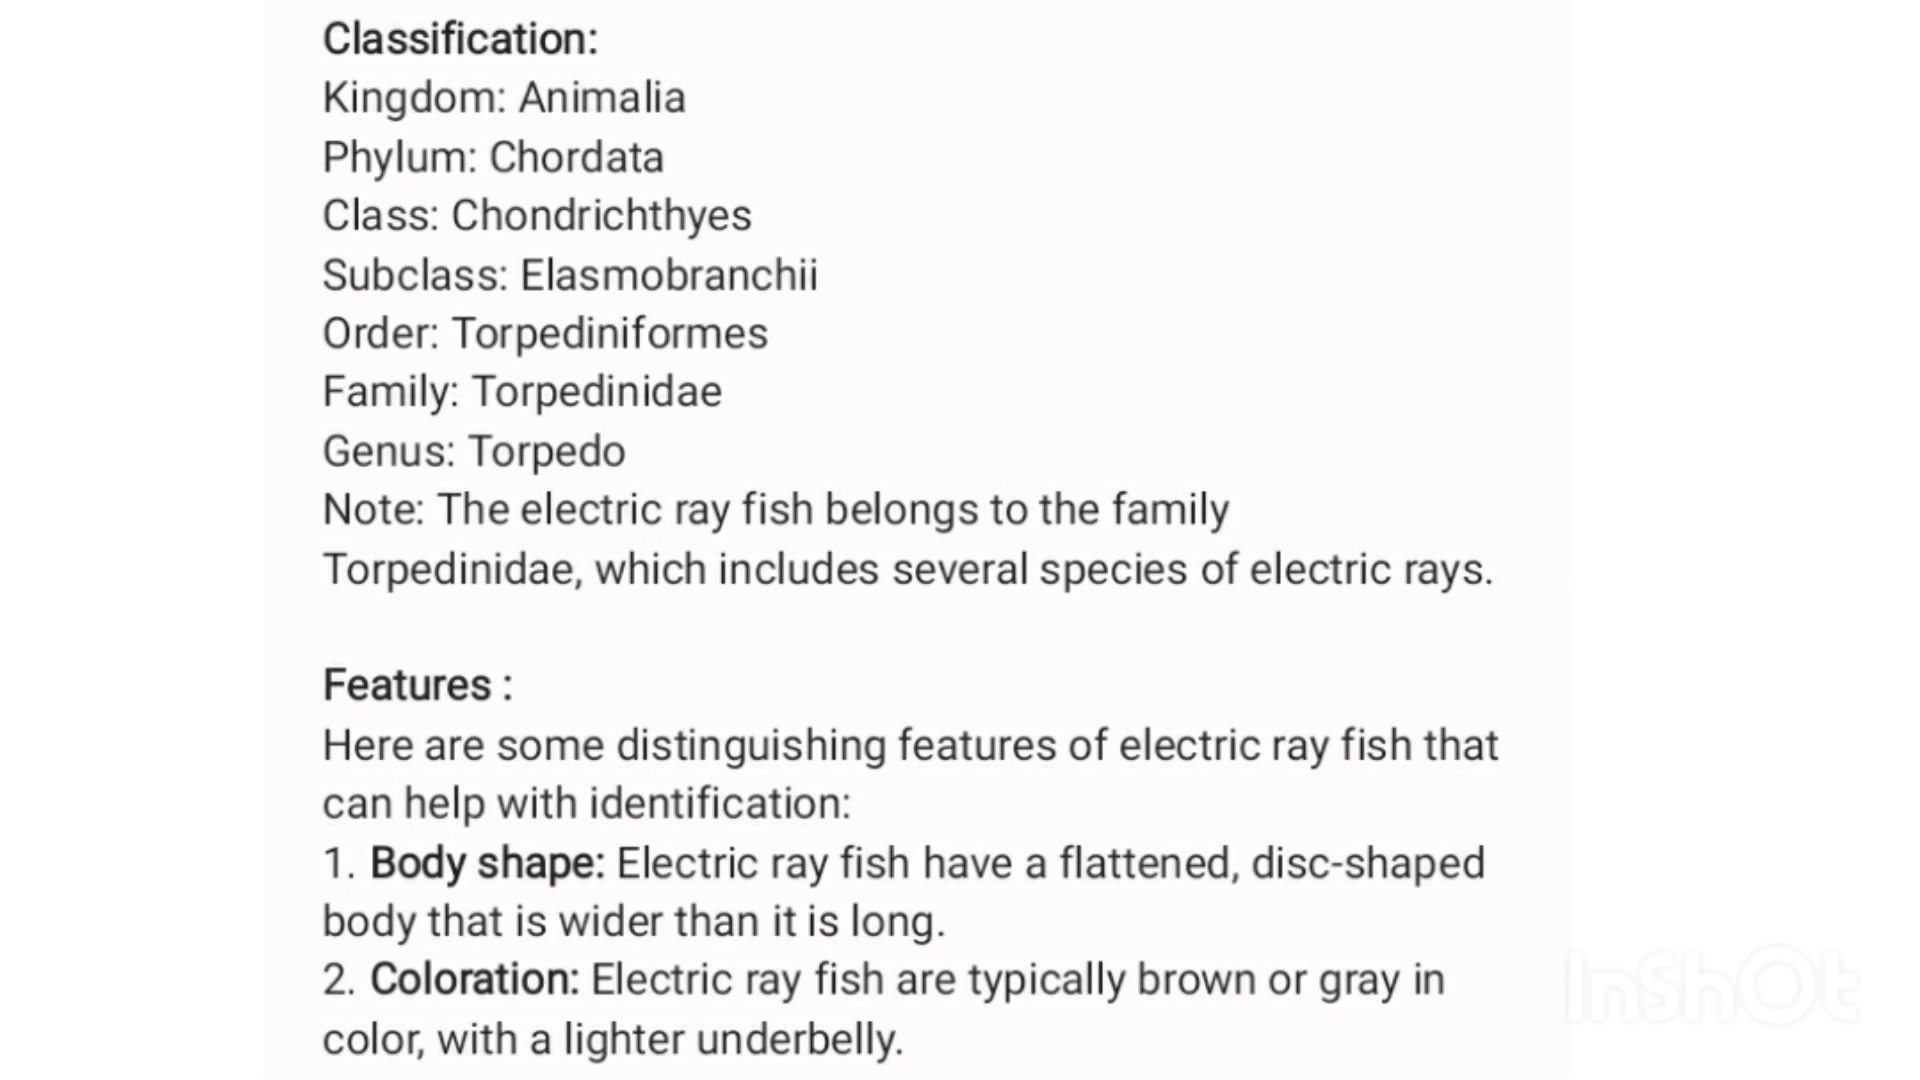 Classification:
Kingdom: Animalia
Phylum: Chordata
Class: Chondrichthyes
Subclass: Elasmobranchii
Order: Torpediniformes
Family: Torpedinidae
Genus: Torpedo
Note: The electric ray fish belongs to the family
Torpedinidae, which includes several species of electric rays.
Features :
Here are some distinguishing features of electric ray fish that
can help with identification:
1. Body shape: Electric ray fish have a flattened, disc-shaped
body that is wider than it is long.
2. Coloration: Electric ray fish are typically brown or gray in
color, with a lighter underbelly.
InShOt